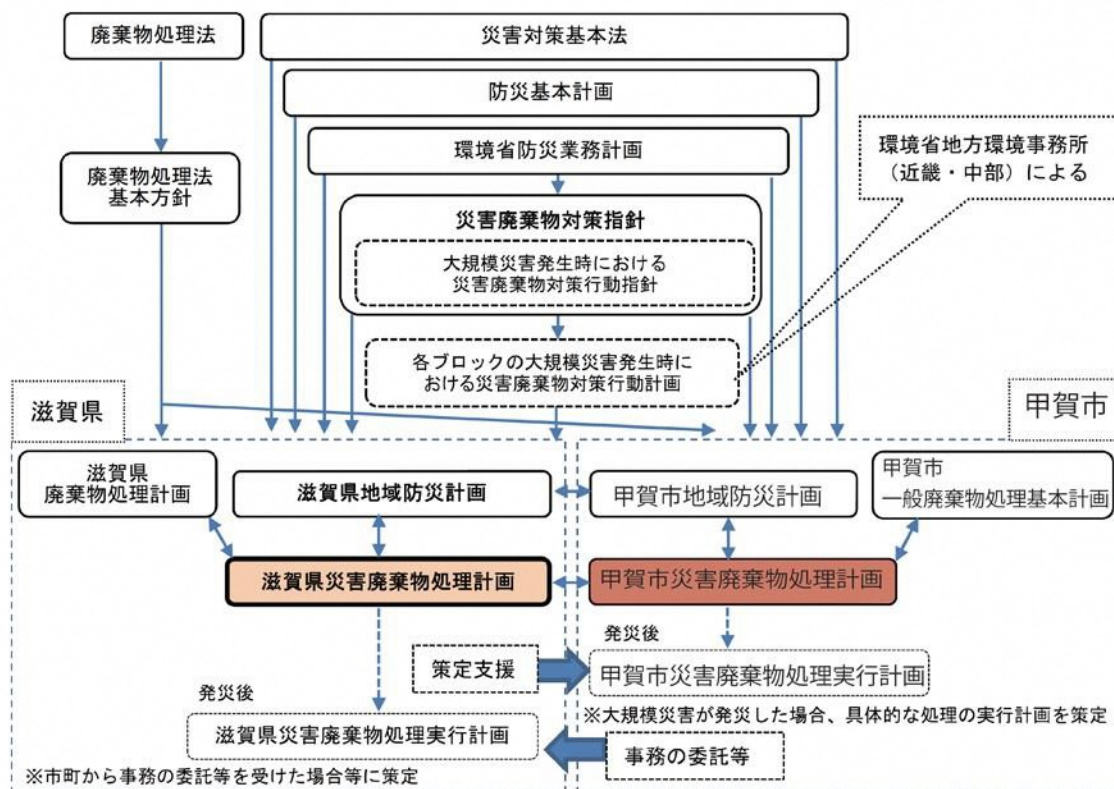 廃棄物処理法
災害対策基本法
防災基本計画
環境省防災業務計画
環境省地方環境事務所
（近畿・中部）による
廃棄物処理法
基本方針
災害廃棄物対策指針
大規模災害発生時における
災害廃棄物対策行動指針
各ブロックの大規模災害発生時に
おける災害廃棄物対策行動計画
滋賀県
甲賀市
滋賀県
廃棄物処理計画
滋賀県地域防災計画
甲賀市地域防災計画
甲賀市
一般廃棄物処理基本計画
滋賀県災害廃棄物処理計画
甲賀市災害廃棄物処理計画
発災後
策定支援
甲賀市災害廃棄物処理実行計画
発災後
※大規模災害が発災した場合、具体的な処理の実行計画を策定
滋賀県災害廃棄物処理実行計画
事務の委託等
※市町から事務の委託等を受けた場合等に策定